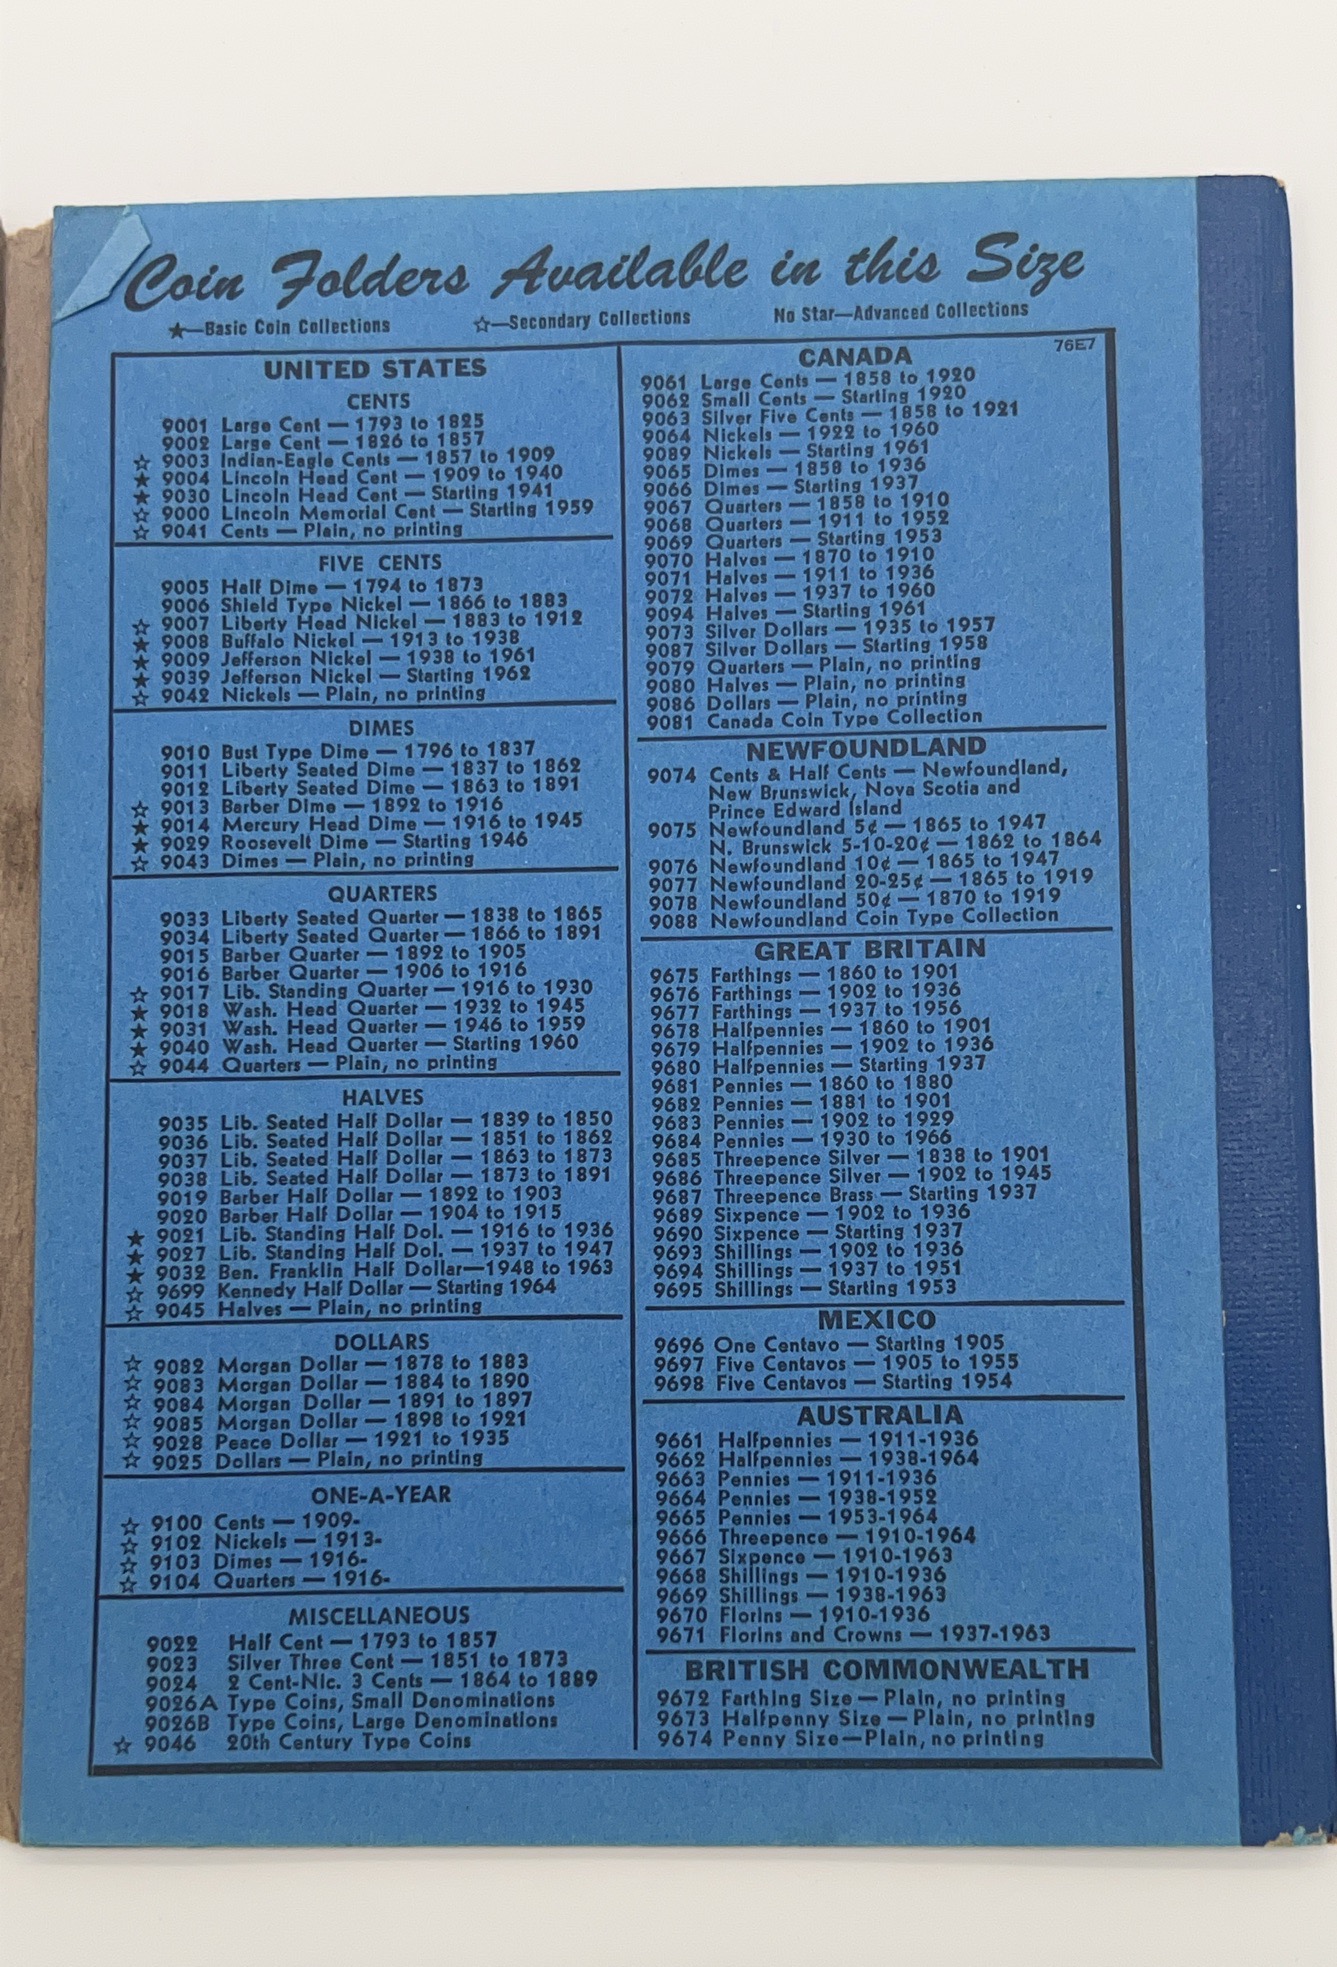 Coin Folders Available in this Size
★—Basic Coin Collections ☆—Secondary Collections No Star—Advanced Collections
76E7
UNITED STATES
CENTS
9001 Large Cent — 1793 to 1825
9002 Large Cent — 1826 to 1857
☆ 9003 Indian-Eagle Cents — 1857 to 1909
★ 9004 Lincoln Head Cent — 1909 to 1940
★ 9030 Lincoln Head Cent — Starting 1941
☆ 9000 Lincoln Memorial Cent — Starting 1959
☆ 9041 Cents — Plain, no printing
FIVE CENTS
9005 Half Dime — 1794 to 1873
9006 Shield Type Nickel — 1866 to 1883
☆ 9007 Liberty Head Nickel — 1883 to 1912
★ 9008 Buffalo Nickel — 1913 to 1938
★ 9009 Jefferson Nickel — 1938 to 1961
★ 9039 Jefferson Nickel — Starting 1962
☆ 9042 Nickels — Plain, no printing
DIMES
9010 Bust Type Dime — 1796 to 1837
9011 Liberty Seated Dime — 1837 to 1862
9012 Liberty Seated Dime — 1863 to 1891
☆ 9013 Barber Dime — 1892 to 1916
★ 9014 Mercury Head Dime — 1916 to 1945
★ 9029 Roosevelt Dime — Starting 1946
☆ 9043 Dimes — Plain, no printing
QUARTERS
9033 Liberty Seated Quarter — 1838 to 1865
9034 Liberty Seated Quarter — 1866 to 1891
9015 Barber Quarter — 1892 to 1905
9016 Barber Quarter — 1906 to 1916
☆ 9017 Lib. Standing Quarter — 1916 to 1930
★ 9018 Wash. Head Quarter — 1932 to 1945
★ 9031 Wash. Head Quarter — 1946 to 1959
★ 9040 Wash. Head Quarter — Starting 1960
☆ 9044 Quarters — Plain, no printing
HALVES
9035 Lib. Seated Half Dollar — 1839 to 1850
9036 Lib. Seated Half Dollar — 1851 to 1862
9037 Lib. Seated Half Dollar — 1863 to 1873
9038 Lib. Seated Half Dollar — 1873 to 1891
9019 Barber Half Dollar — 1892 to 1903
9020 Barber Half Dollar — 1904 to 1915
★ 9021 Lib. Standing Half Dol. — 1916 to 1936
★ 9027 Lib. Standing Half Dol. — 1937 to 1947
★ 9032 Ben. Franklin Half Dollar—1948 to 1963
☆ 9699 Kennedy Half Dollar — Starting 1964
☆ 9045 Halves — Plain, no printing
DOLLARS
☆ 9082 Morgan Dollar — 1878 to 1883
☆ 9083 Morgan Dollar — 1884 to 1890
☆ 9084 Morgan Dollar — 1891 to 1897
☆ 9085 Morgan Dollar — 1898 to 1921
☆ 9028 Peace Dollar — 1921 to 1935
☆ 9025 Dollars — Plain, no printing
ONE-A-YEAR
☆ 9100 Cents — 1909-
☆ 9102 Nickels — 1913-
☆ 9103 Dimes — 1916-
☆ 9104 Quarters — 1916-
MISCELLANEOUS
9022 Half Cent — 1793 to 1857
9023 Silver Three Cent — 1851 to 1873
9024 2 Cent-Nic. 3 Cents — 1864 to 1889
9026A Type Coins, Small Denominations
9026B Type Coins, Large Denominations
☆ 9046 20th Century Type Coins
CANADA
9061 Large Cents — 1858 to 1920
9062 Small Cents — Starting 1920
9063 Silver Five Cents — 1858 to 1921
9064 Nickels — 1922 to 1960
9089 Nickels — Starting 1961
9065 Dimes — 1858 to 1936
9066 Dimes — Starting 1937
9067 Quarters — 1858 to 1910
9068 Quarters — 1911 to 1952
9069 Quarters — Starting 1953
9070 Halves — 1870 to 1910
9071 Halves — 1911 to 1936
9072 Halves — 1937 to 1960
9094 Halves — Starting 1961
9073 Silver Dollars — 1935 to 1957
9087 Silver Dollars — Starting 1958
9079 Quarters — Plain, no printing
9080 Halves — Plain, no printing
9086 Dollars — Plain, no printing
9081 Canada Coin Type Collection
NEWFOUNDLAND
9074 Cents & Half Cents — Newfoundland,
New Brunswick, Nova Scotia and
Prince Edward Island
9075 Newfoundland 5¢ — 1865 to 1947
N. Brunswick 5-10-20¢ — 1862 to 1864
9076 Newfoundland 10¢ — 1865 to 1947
9077 Newfoundland 20-25¢ — 1865 to 1919
9078 Newfoundland 50¢ — 1870 to 1919
9088 Newfoundland Coin Type Collection
GREAT BRITAIN
9675 Farthings — 1860 to 1901
9676 Farthings — 1902 to 1936
9677 Farthings — 1937 to 1956
9678 Halfpennies — 1860 to 1901
9679 Halfpennies — 1902 to 1936
9680 Halfpennies — Starting 1937
9681 Pennies — 1860 to 1880
9682 Pennies — 1881 to 1901
9683 Pennies — 1902 to 1929
9684 Pennies — 1930 to 1966
9685 Threepence Silver — 1838 to 1901
9686 Threepence Silver — 1902 to 1945
9687 Threepence Brass — Starting 1937
9689 Sixpence — 1902 to 1936
9690 Sixpence — Starting 1937
9693 Shillings — 1902 to 1936
9694 Shillings — 1937 to 1951
9695 Shillings — Starting 1953
MEXICO
9696 One Centavo — Starting 1905
9697 Five Centavos — 1905 to 1955
9698 Five Centavos — Starting 1954
AUSTRALIA
9661 Halfpennies — 1911-1936
9662 Halfpennies — 1938-1964
9663 Pennies — 1911-1936
9664 Pennies — 1938-1952
9665 Pennies — 1953-1964
9666 Threepence — 1910-1964
9667 Sixpence — 1910-1963
9668 Shillings — 1910-1936
9669 Shillings — 1938-1963
9670 Florins — 1910-1936
9671 Florins and Crowns — 1937-1963
BRITISH COMMONWEALTH
9672 Farthing Size — Plain, no printing
9673 Halfpenny Size — Plain, no printing
9674 Penny Size—Plain, no printing